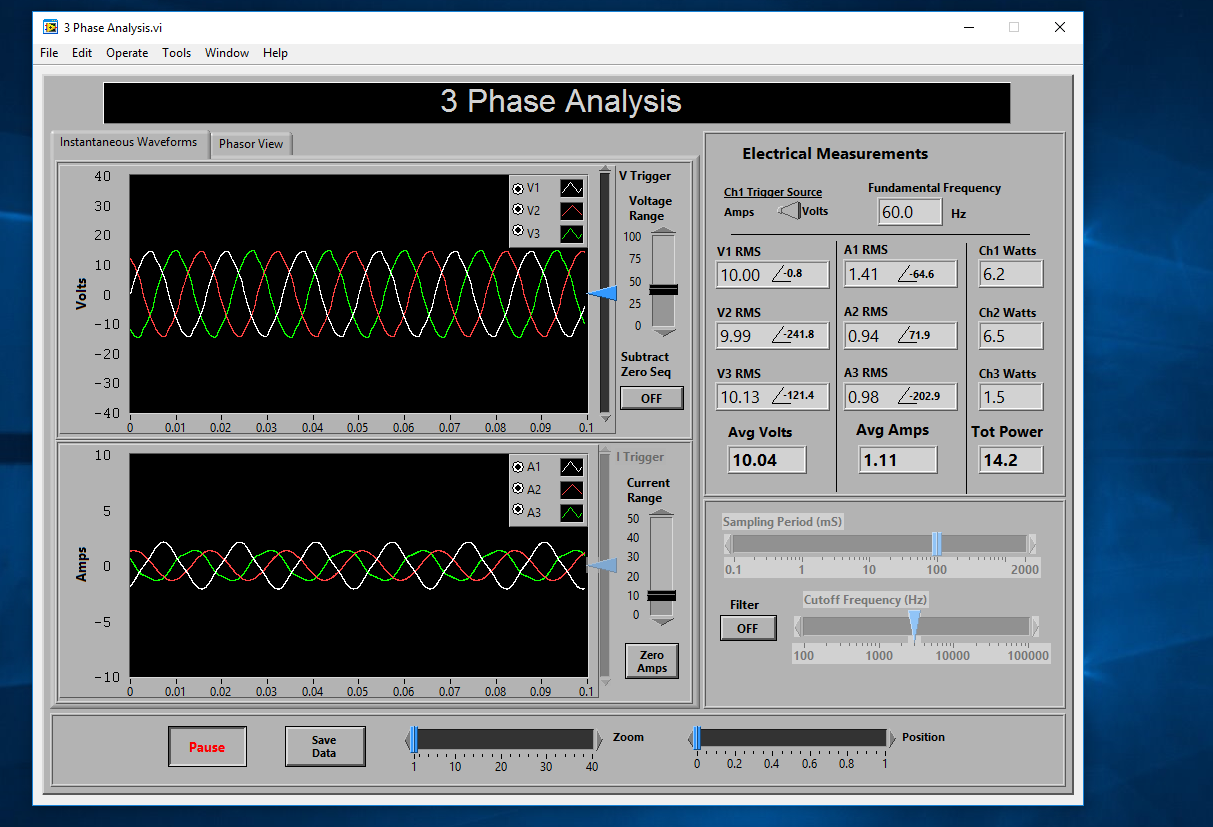 3 Phase Analysis.vi
File Edit Operate Tools Window Help
3 Phase Analysis
Instantaneous Waveforms
Phasor View
40
30
20
10
0
-10
-20
-30
-40
Volts
0 0.01 0.02 0.03 0.04 0.05 0.06 0.07 0.08 0.09 0.1
V1
V2
V3
V Trigger
Voltage
Range
100
75
50
25
0
Subtract
Zero Seq
OFF
10
5
0
-5
-10
Amps
0 0.01 0.02 0.03 0.04 0.05 0.06 0.07 0.08 0.09 0.1
A1
A2
A3
I Trigger
Current
Range
50
40
30
20
10
0
Zero
Amps
Electrical Measurements
Ch1 Trigger Source
Amps Volts
Fundamental Frequency
60.0 Hz
V1 RMS A1 RMS Ch1 Watts
10.00 -0.8 1.41 -64.6 6.2
V2 RMS A2 RMS Ch2 Watts
9.99 -241.8 0.94 71.9 6.5
V3 RMS A3 RMS Ch3 Watts
10.13 -121.4 0.98 -202.9 1.5
Avg Volts Avg Amps Tot Power
10.04 1.11 14.2
Sampling Period (mS)
0.1 1 10 100 2000
Filter
OFF
Cutoff Frequency (Hz)
100 1000 10000 100000
Pause
Save
Data
Zoom
1 10 20 30 40
Position
0 0.2 0.4 0.6 0.8 1